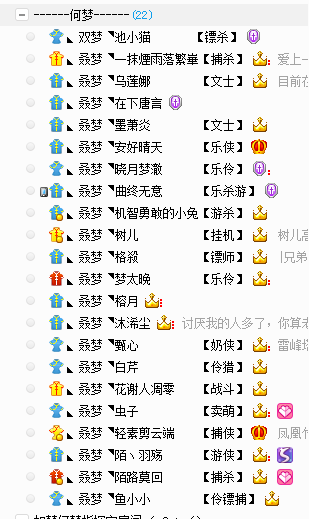 ------何梦------(22)
双梦 ◥池小猫 【镖杀】
叒梦 ◥一抹煙雨落繁崋【捕杀】 爱上一
叒梦 ◥乌莲娜 【文士】 目前在
叒梦 ◥在下唐言
叒梦 ◥墨萧炎 【文士】
叒梦 ◥安好晴天 【乐侠】
叒梦 ◥晓月梦澈 【乐伶】
叒梦 ◥曲终无意 【乐杀游】
叒梦 ◥机智勇敢的小兔【游杀】
叒梦 ◥树儿 【挂机】 树儿高
叒梦 ◥格殺 【镖师】 |兄弟
叒梦 ◥梦太晚 【乐伶】
叒梦 ◥榕月
叒梦 ◥沐浠尘 讨厌我的人多了，你算老
叒梦 ◥甄心 【奶侠】 雷峰塔
叒梦 ◥白芹 【伶猎】
叒梦 ◥花谢人凋零 【战斗】
叒梦 ◥虫子 【卖萌】
叒梦 ◥轻素剪云端 【捕侠】 凤凰
叒梦 ◥陌ヽ羽殇 【游侠】
叒梦 ◥陌路莫回 【捕杀】
叒梦 ◥鱼小小 【伶镖捕】